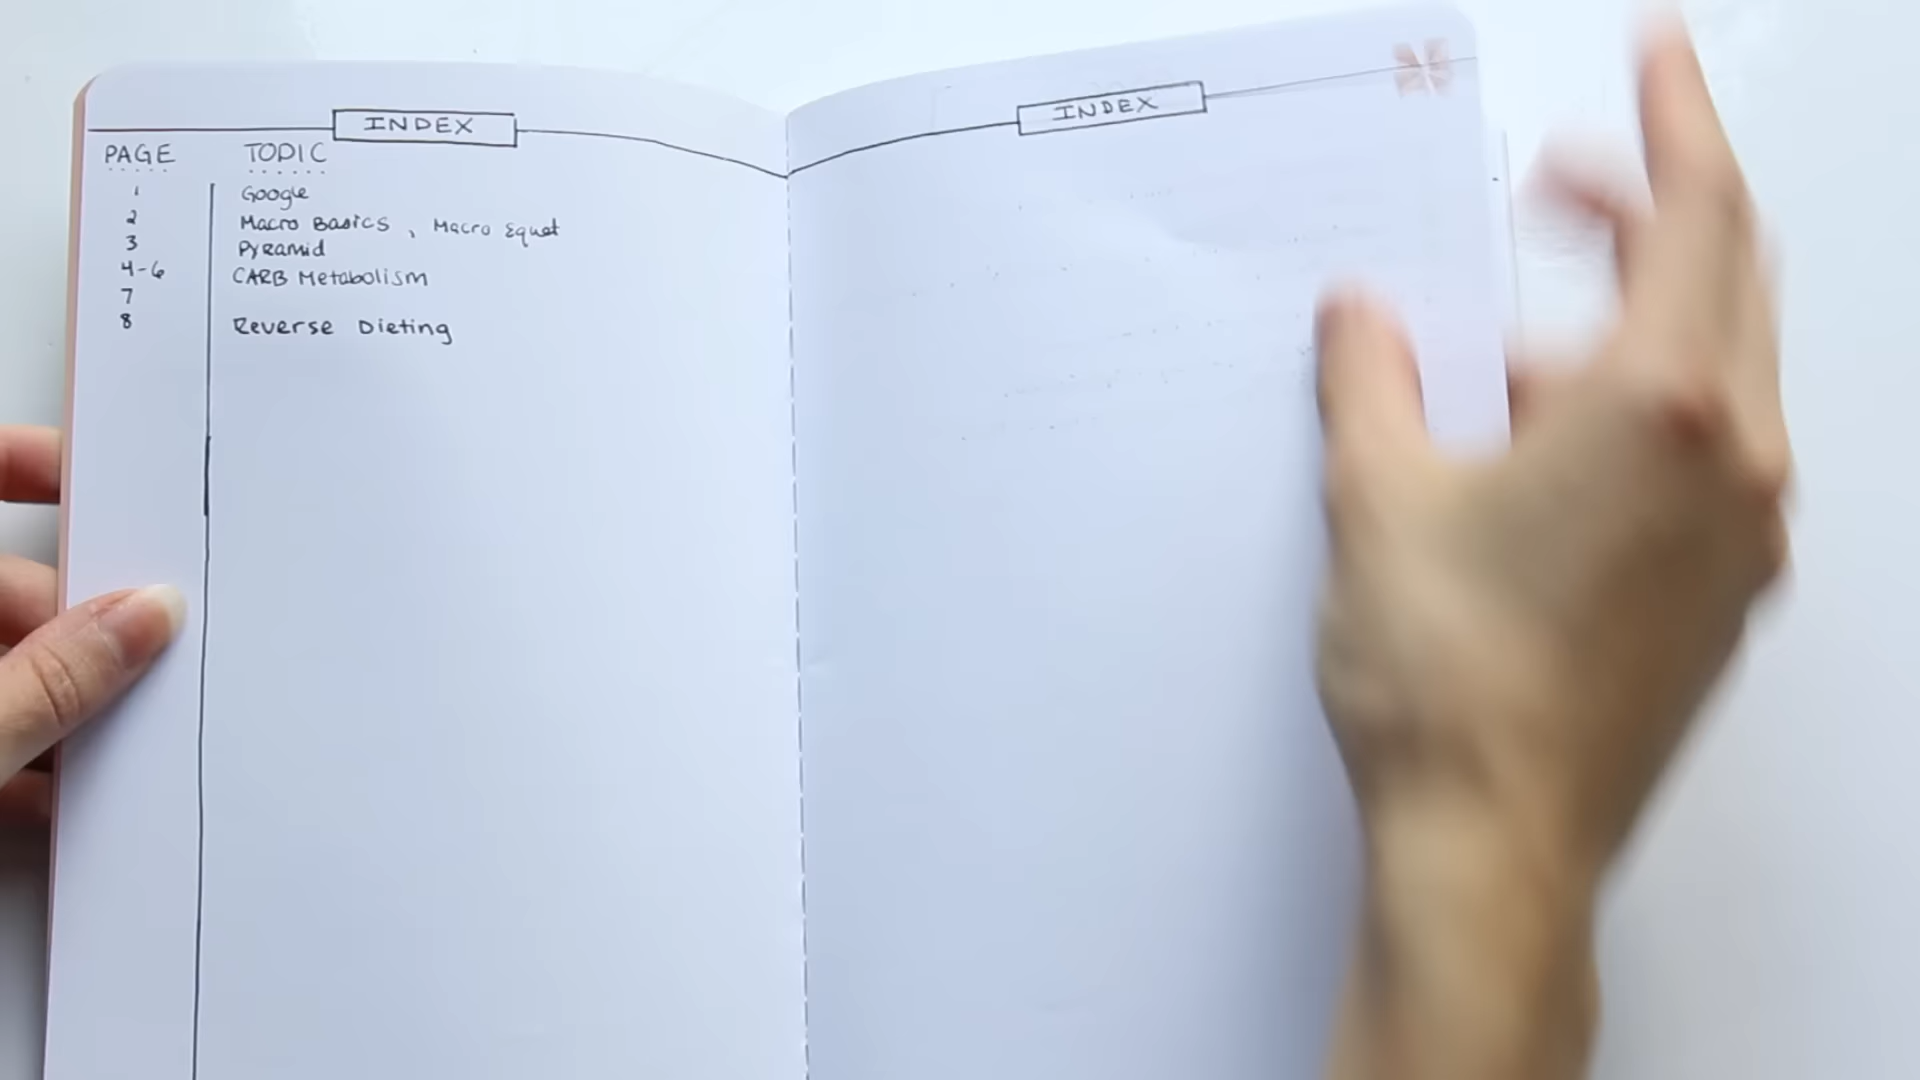 INDEX
PAGE TOPIC
1 Google
2 Macro Basics, Macro Equat
3 Pyramid
4-6 CARB Metabolism
7
8 Reverse Dieting
INDEX